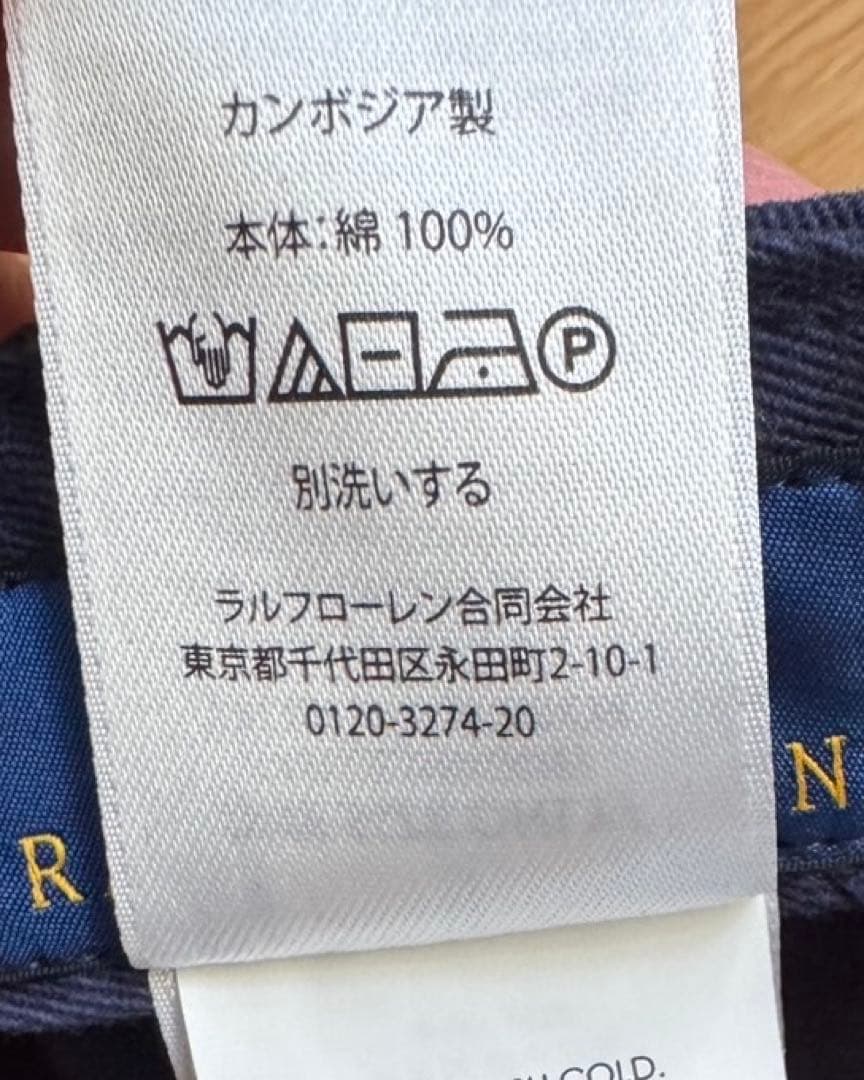 カンボジア製
本体:綿 100%
P
別洗いする
ラルフローレン合同会社
東京都千代田区永田町2-10-1
0120-3274-20
R
N
COLD.